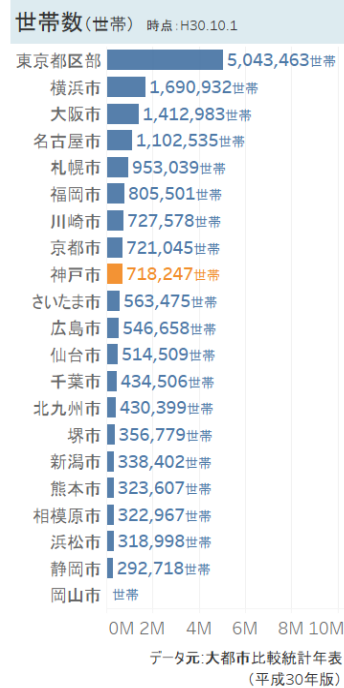 世帯数(世帯) 時点:H30.10.1
東京都区部 5,043,463世帯
横浜市 1,690,932世帯
大阪市 1,412,983世帯
名古屋市 1,102,535世帯
札幌市 953,039世帯
福岡市 805,501世帯
川崎市 727,578世帯
京都市 721,045世帯
神戸市 718,247世帯
さいたま市 563,475世帯
広島市 546,658世帯
仙台市 514,509世帯
千葉市 434,506世帯
北九州市 430,399世帯
堺市 356,779世帯
新潟市 338,402世帯
熊本市 323,607世帯
相模原市 322,967世帯
浜松市 318,998世帯
静岡市 292,718世帯
岡山市 世帯
0M 2M 4M 6M 8M 10M
データ元:大都市比較統計年表
(平成30年版)